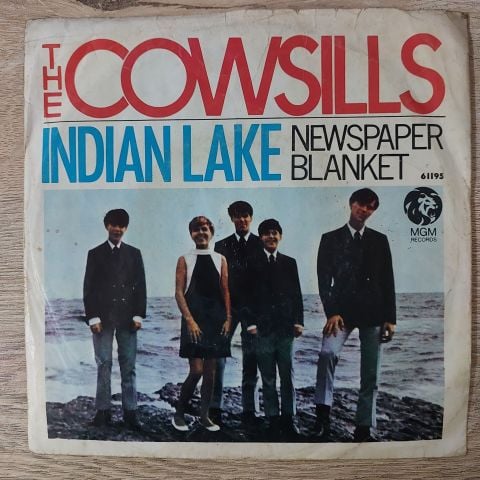 THE COWSILLS
INDIAN LAKE NEWSPAPER
BLANKET 61195
MGM
RECORDS